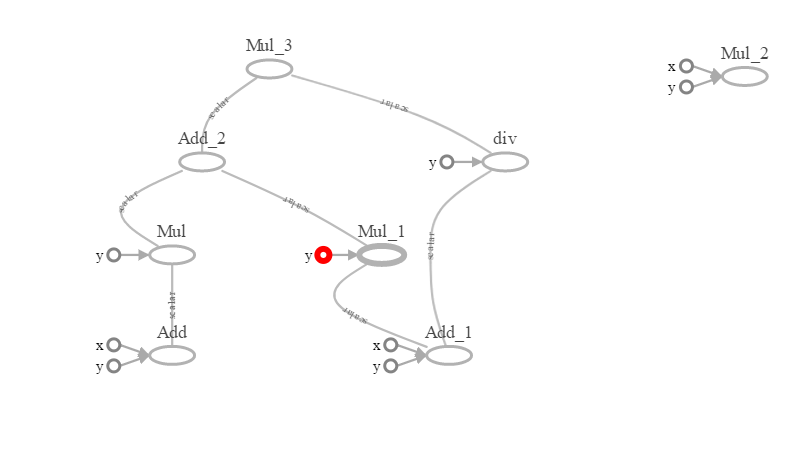 Mul_3
Mul_2
x
y
scalar
scalar
Add_2
div
y
scalar
scalar
Mul
Mul_1
y
y
scalar
scalar
scalar
Add
Add_1
x
x
y
y